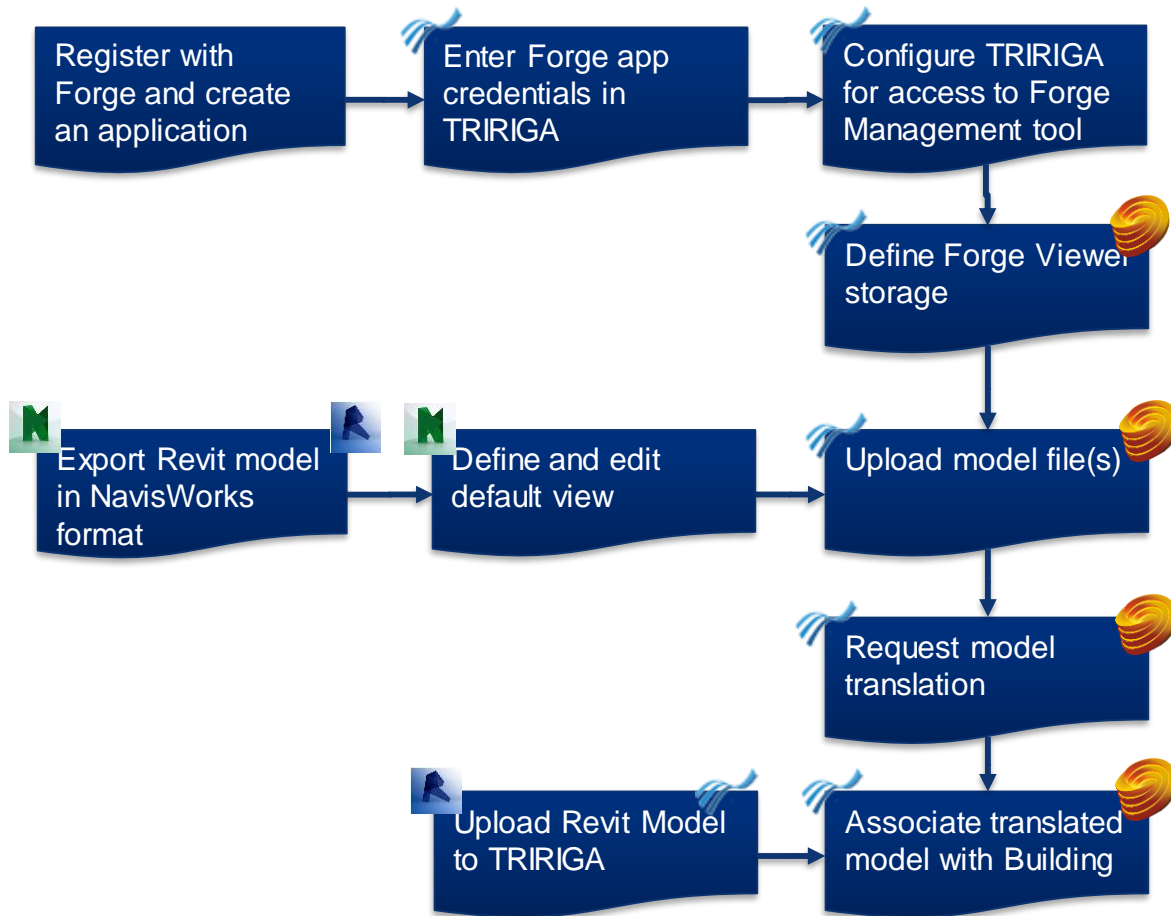 Register with
Forge and create
an application
Enter Forge app
credentials in
TRIRIGA
Configure TRIRIGA
for access to Forge
Management tool
Define Forge Viewer
storage
Export Revit model
in NavisWorks
format
Define and edit
default view
Upload model file(s)
Request model
translation
Upload Revit Model
to TRIRIGA
Associate translated
model with Building